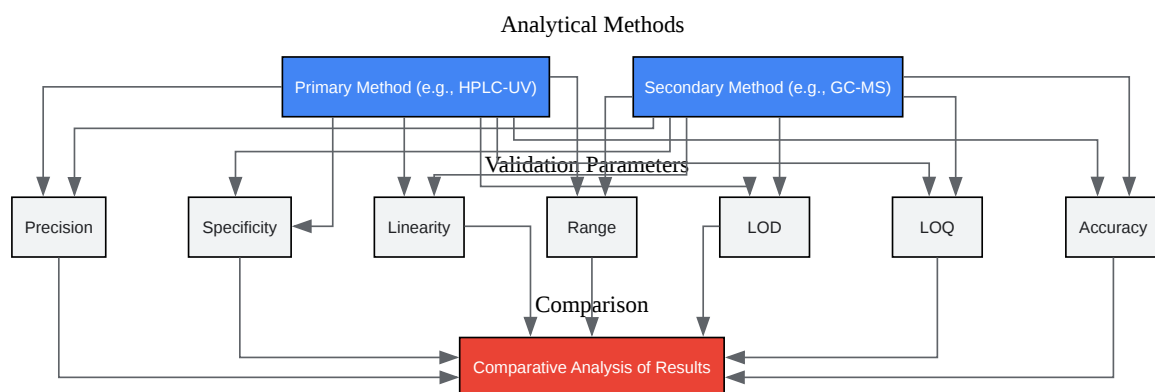 Analytical Methods
Primary Method (e.g., HPLC-UV)
Secondary Method (e.g., GC-MS)
Validation Parameters
Precision
Specificity
Linearity
Range
LOD
LOQ
Accuracy
Comparison
Comparative Analysis of Results